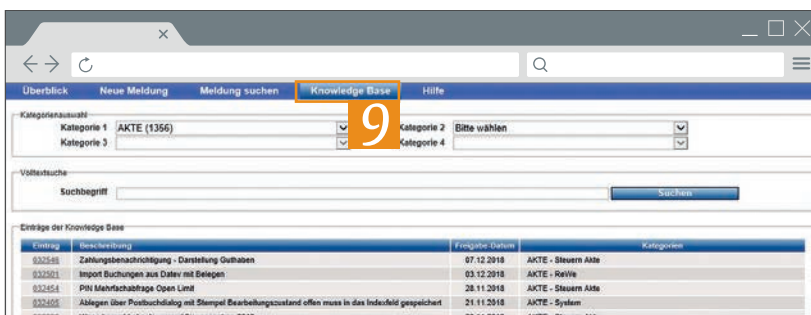 Überblick Neue Meldung Meldung suchen Knowledge Base Hilfe
9
Kategorienauswahl
Kategorie 1 AKTE (1356) Kategorie 2 Bitte wählen
Kategorie 3 Kategorie 4
Volltextsuche
Suchbegriff Suchen
Einträge der Knowledge Base
Eintrag Beschreibung Freigabe-Datum Kategorien
032546 Zahlungsbenachrichtigung - Darstellung Guthaben 07.12.2018 AKTE - Steuern Akte
032501 Import Buchungen aus Datev mit Belegen 03.12.2018 AKTE - ReWe
032454 PIN Mehrfachabfrage Open Limit 28.11.2018 AKTE - Steuern Akte
032405 Ablegen über Postbuchdialog mit Stempel Bearbeitungszustand offen muss in das Indexfeld gespeichert 21.11.2018 AKTE - System